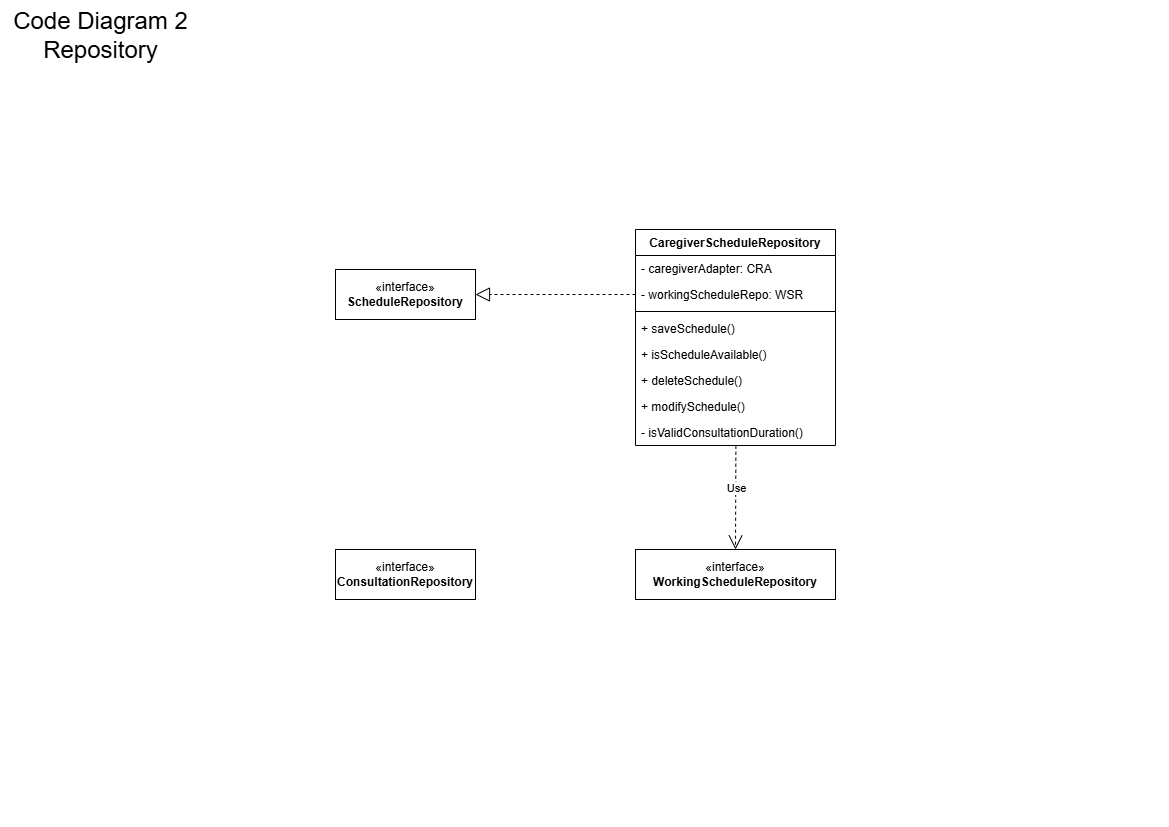 Code Diagram 2
Repository
CaregiverScheduleRepository
- caregiverAdapter: CRA
- workingScheduleRepo: WSR
+ saveSchedule()
+ isScheduleAvailable()
+ deleteSchedule()
+ modifySchedule()
- isValidConsultationDuration()
«interface»
ScheduleRepository
Use
«interface»
ConsultationRepository
«interface»
WorkingScheduleRepository